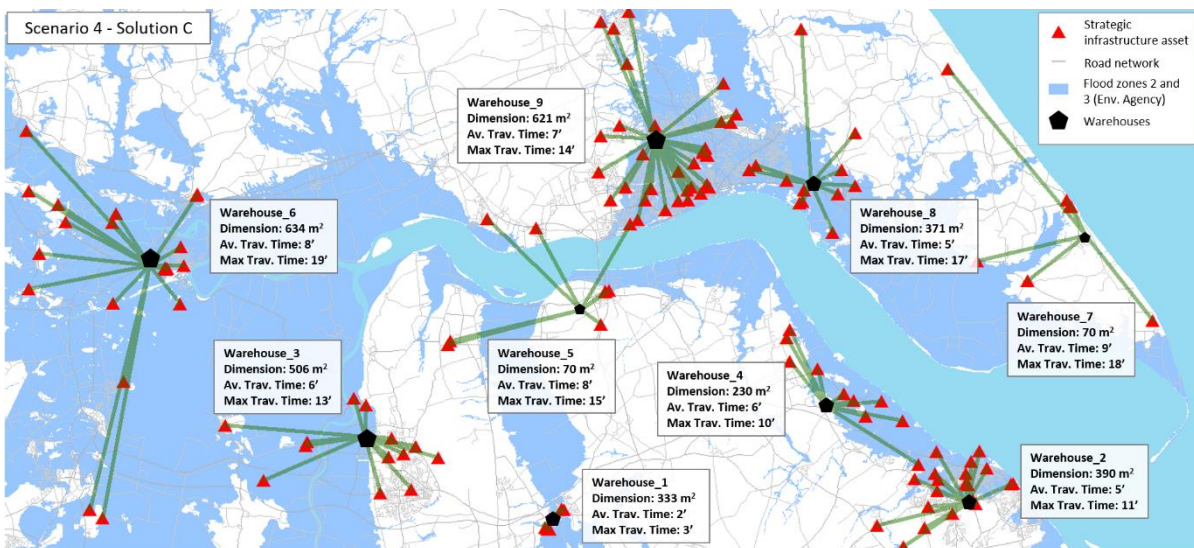 Scenario 4 - Solution C
Strategic
infrastructure asset
Road network
Flood zones 2 and
3 (Env. Agency)
Warehouses
Warehouse_9
Dimension: 621 m²
Av. Trav. Time: 7’
Max Trav. Time: 14’
Warehouse_6
Dimension: 634 m²
Av. Trav. Time: 8’
Max Trav. Time: 19’
Warehouse_8
Dimension: 371 m²
Av. Trav. Time: 5’
Max Trav. Time: 17’
Warehouse_7
Dimension: 70 m²
Av. Trav. Time: 9’
Max Trav. Time: 18’
Warehouse_3
Dimension: 506 m²
Av. Trav. Time: 6’
Max Trav. Time: 13’
Warehouse_5
Dimension: 70 m²
Av. Trav. Time: 8’
Max Trav. Time: 15’
Warehouse_4
Dimension: 230 m²
Av. Trav. Time: 6’
Max Trav. Time: 10’
Warehouse_2
Dimension: 390 m²
Av. Trav. Time: 5’
Max Trav. Time: 11’
Warehouse_1
Dimension: 333 m²
Av. Trav. Time: 2’
Max Trav. Time: 3’